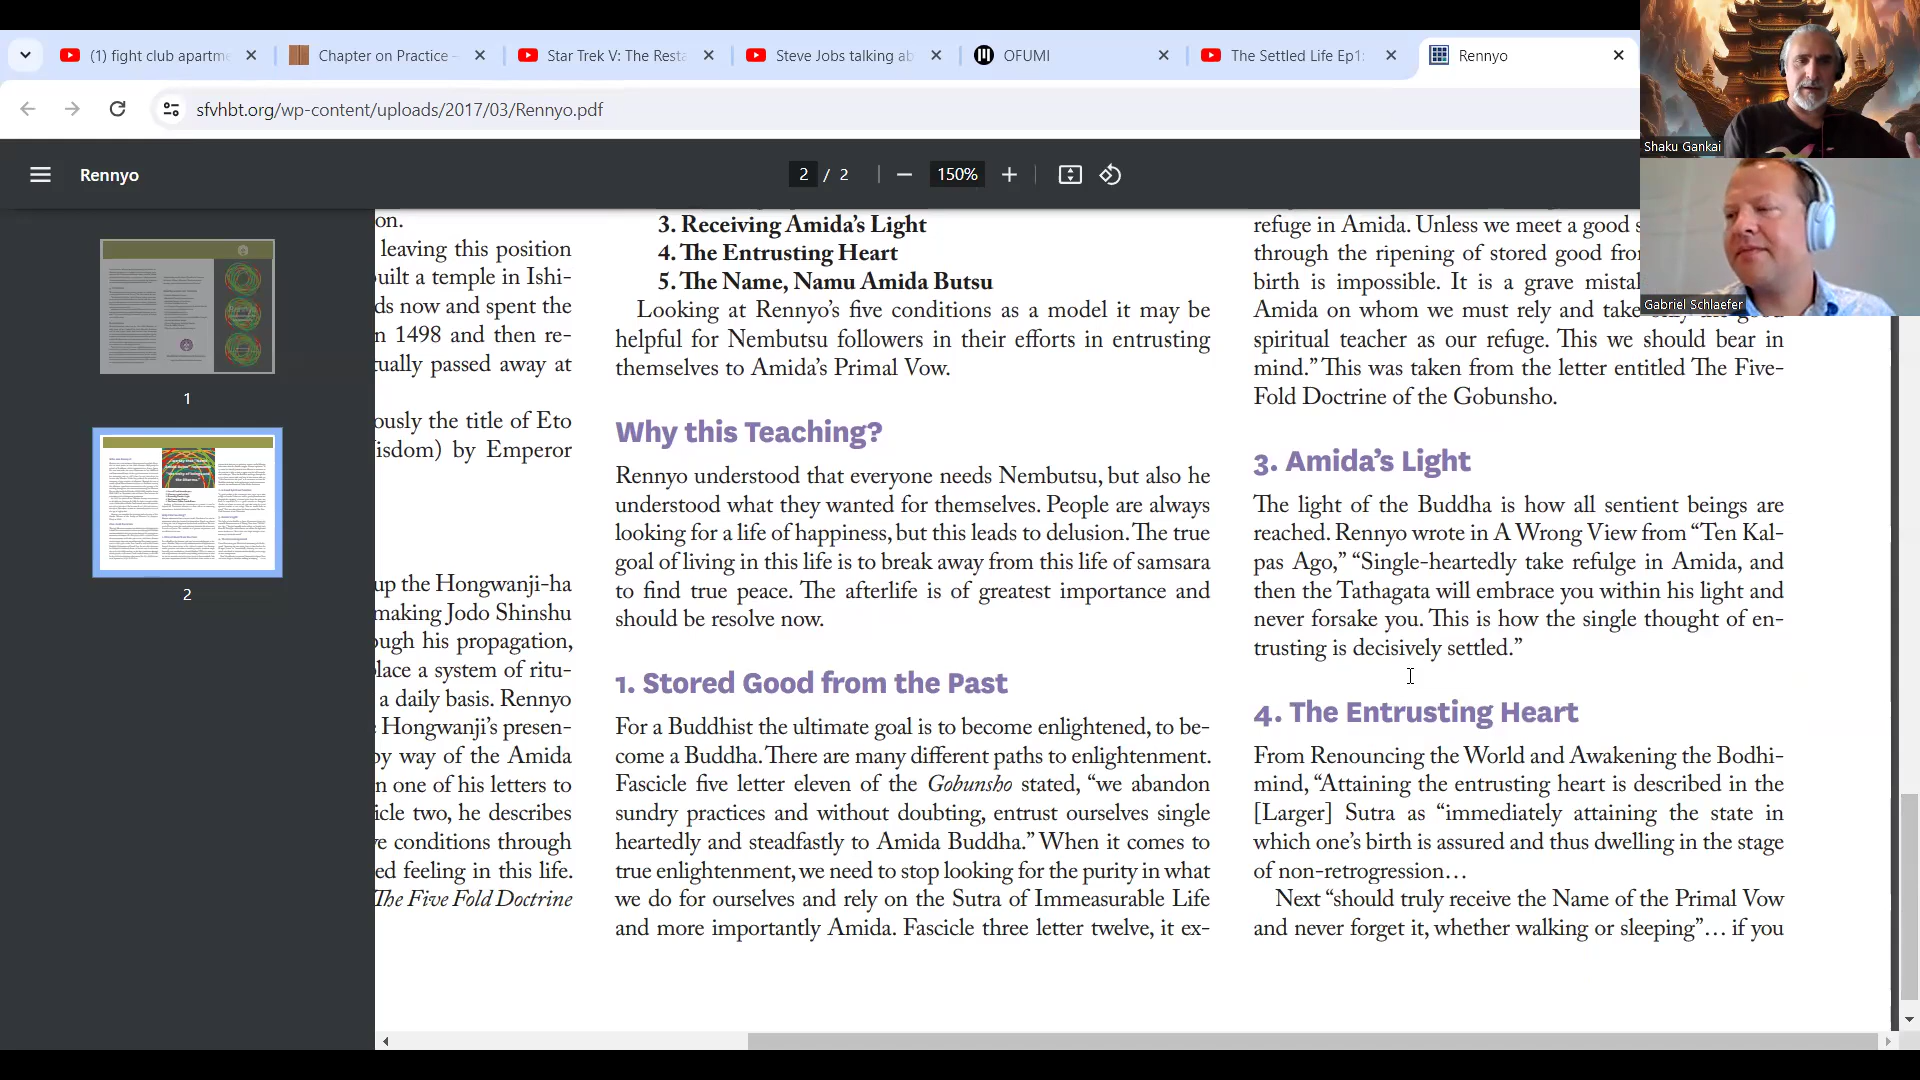 (1) fight club apartme
Chapter on Practice -
Star Trek V: The Resta
Steve Jobs talking ab
OFUMI
The Settled Life Ep1:
Rennyo
sfvhbt.org/wp-content/uploads/2017/03/Rennyo.pdf
Rennyo
2 / 2
150%
Shaku Gankai
Gabriel Schlaefer
1
2
on.
leaving this position
uilt a temple in Ishi-
ds now and spent the
n 1498 and then re-
tually passed away at
ously the title of Eto
isdom) by Emperor
up the Hongwanji-ha
making Jodo Shinshu
ough his propagation,
place a system of ritu-
a daily basis. Rennyo
Hongwanji's presen-
by way of the Amida
n one of his letters to
icle two, he describes
ve conditions through
ed feeling in this life.
The Five Fold Doctrine
3. Receiving Amida's Light
4. The Entrusting Heart
5. The Name, Namu Amida Butsu
Looking at Rennyo's five conditions as a model it may be
helpful for Nembutsu followers in their efforts in entrusting
themselves to Amida's Primal Vow.
Why this Teaching?
Rennyo understood that everyone needs Nembutsu, but also he
understood what they wanted for themselves. People are always
looking for a life of happiness, but this leads to delusion. The true
goal of living in this life is to break away from this life of samsara
to find true peace. The afterlife is of greatest importance and
should be resolve now.
1. Stored Good from the Past
For a Buddhist the ultimate goal is to become enlightened, to be-
come a Buddha. There are many different paths to enlightenment.
Fascicle five letter eleven of the Gobunsho stated, "we abandon
sundry practices and without doubting, entrust ourselves single
heartedly and steadfastly to Amida Buddha." When it comes to
true enlightenment, we need to stop looking for the purity in what
we do for ourselves and rely on the Sutra of Immeasurable Life
and more importantly Amida. Fascicle three letter twelve, it ex-
refuge in Amida. Unless we meet a good s
through the ripening of stored good fro
birth is impossible. It is a grave mista
Amida on whom we must rely and take only the good
spiritual teacher as our refuge. This we should bear in
mind." This was taken from the letter entitled The Five-
Fold Doctrine of the Gobunsho.
3. Amida's Light
The light of the Buddha is how all sentient beings are
reached. Rennyo wrote in A Wrong View from "Ten Kal-
pas Ago," "Single-heartedly take refulge in Amida, and
then the Tathagata will embrace you within his light and
never forsake you. This is how the single thought of en-
trusting is decisively settled."
4. The Entrusting Heart
From Renouncing the World and Awakening the Bodhi-
mind, "Attaining the entrusting heart is described in the
[Larger] Sutra as "immediately attaining the state in
which one's birth is assured and thus dwelling in the stage
of non-retrogression…
Next "should truly receive the Name of the Primal Vow
and never forget it, whether walking or sleeping"… if you